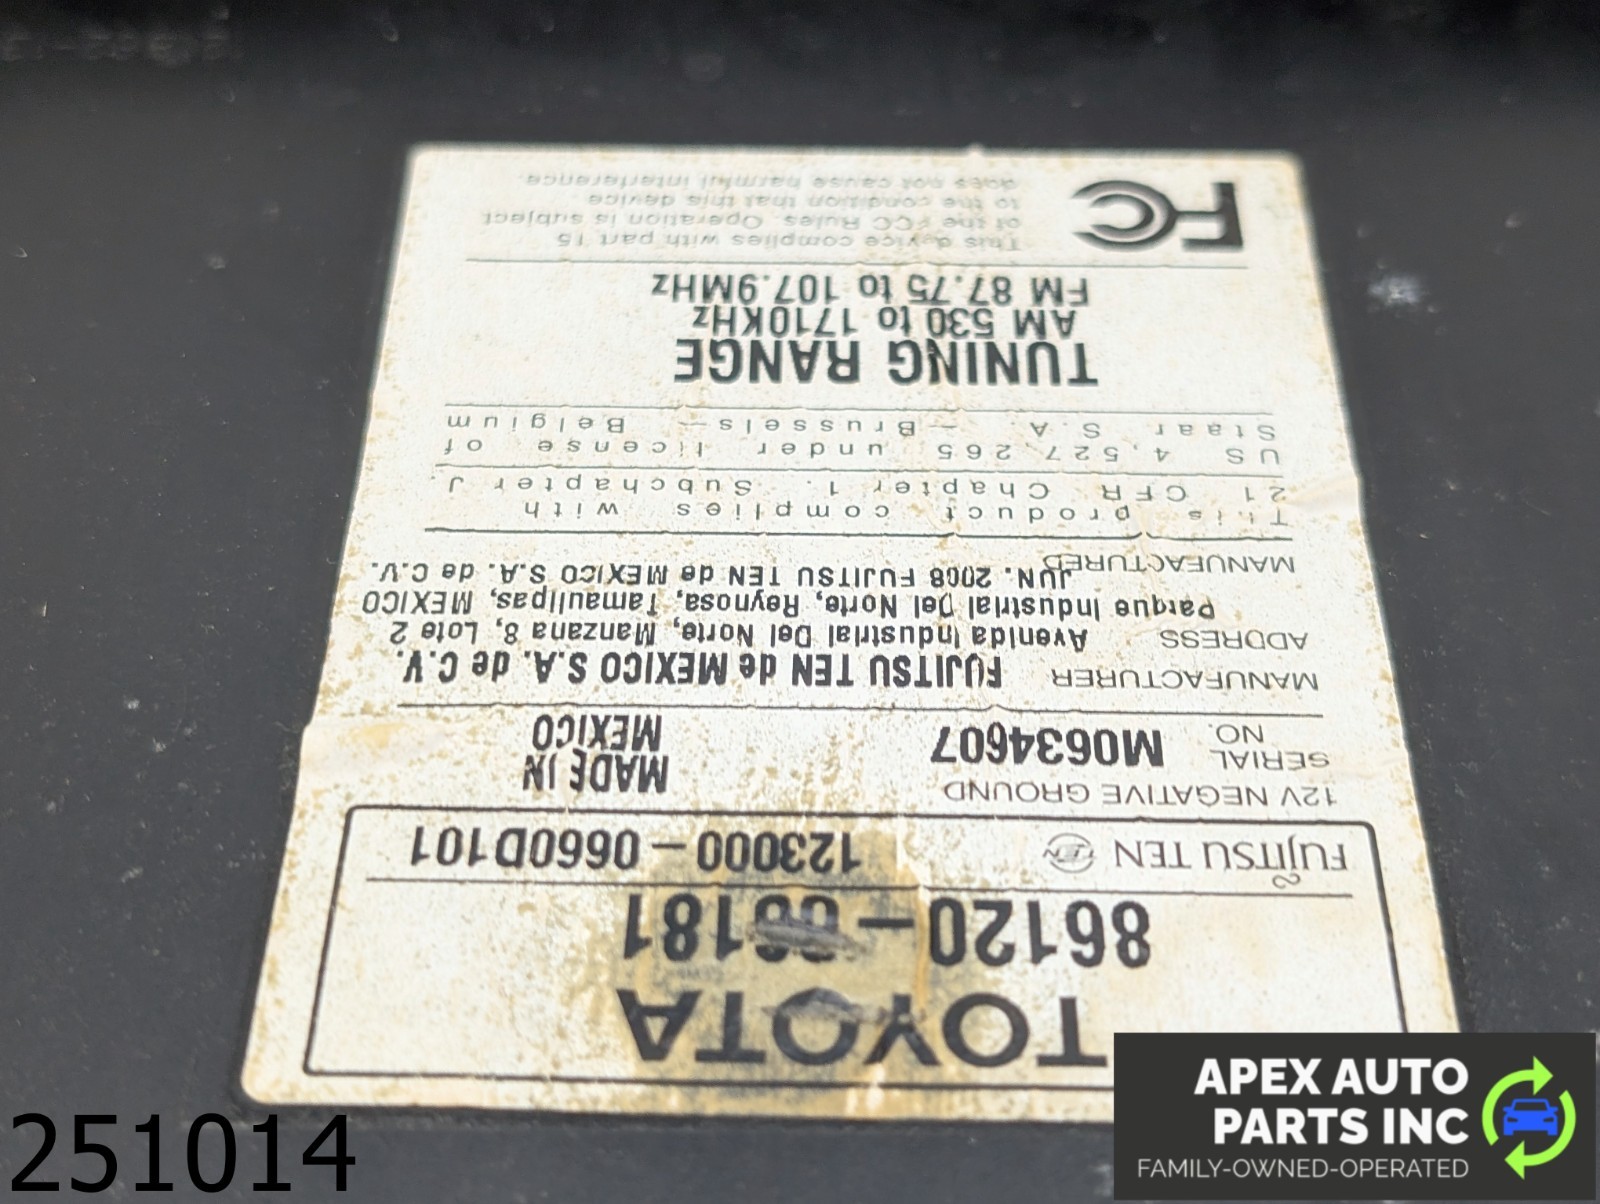 TOYOTA
86120-
181
FUJITSU TEN TEN 123000-0660D101
12V NEGATIVE GROUND
SERIAL NO. M0634607
MADE IN
MEXICO
MANUFACTURER FUJITSU TEN de MEXICO S.A. de C.V.
ADDRESS Avenida Industrial Del Norte, Manzana 8, Lote 2
Parque Industrial Del Norte, Reynosa, Tamaulipas, MEXICO
MANUFACTURED JUN. 2008 FUJITSU TEN de MEXICO S.A. de C.V.
This product complies with
21 CFR Chapter 1. Subchapter J.
US 4,527,265 under license of
Staar S.A. - Brussels - Belgium
TUNING RANGE
AM 530 to 1710KHz
FM 87.75 to 107.9MHz
FC
This device complies with part 15
of the FCC Rules. Operation is subject
to the condition that this device
does not cause harmful interference.
251014
APEX AUTO
PARTS INC
FAMILY-OWNED-OPERATED